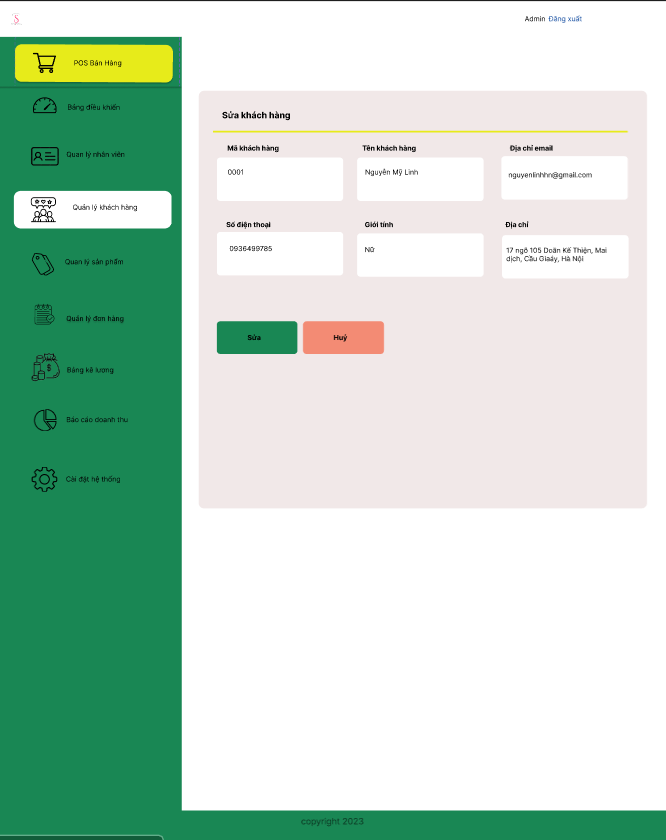 Admin Đăng xuất
POS Bán Hàng
Bảng điều khiển
Quan lý nhân viên
Quản lý khách hàng
Quan lý sản phẩm
Quản lý đơn hàng
Bảng kê lương
Báo cáo doanh thu
Cài đặt hệ thống
Sửa khách hàng
Mã khách hàng
Tên khách hàng
Địa chỉ email
0001
Nguyễn Mỹ Linh
nguyenlinhhn@gmail.com
Số điện thoại
Giới tính
Địa chỉ
0936499785
Nữ
17 ngõ 105 Doãn Kế Thiện, Mai
dịch, Cầu Giaáy, Hà Nội
Sửa
Huỷ
copyright 2023